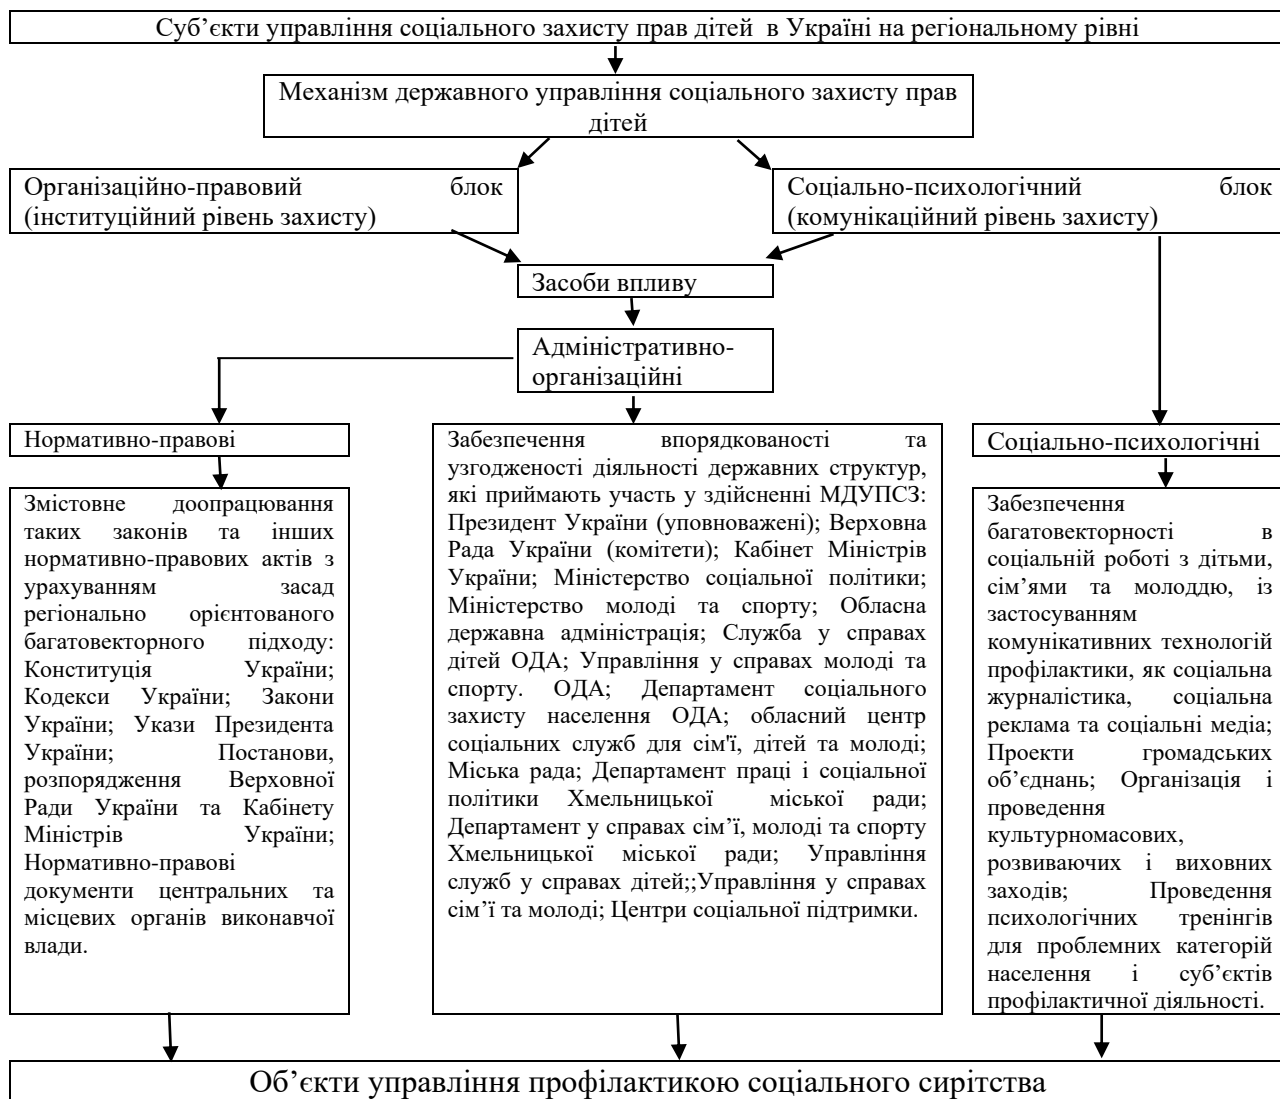 Суб’єкти управління соціального захисту прав дітей в Україні на регіональному рівні
Механізм державного управління соціального захисту прав
дітей
Організаційно-правовий блок
(інституційний рівень захисту)
Соціально-психологічний блок
(комунікаційний рівень захисту)
Засоби впливу
Адміністративно-
організаційні
Нормативно-правові
Змістовне доопрацювання
таких законів та інших
нормативно-правових актів з
урахуванням засад
регіонально орієнтованого
багатовекторного підходу:
Конституція України;
Кодекси України; Закони
України; Укази Президента
України; Постанови,
розпорядження Верховної
Ради України та Кабінету
Міністрів України;
Нормативно-правові
документи центральних та
місцевих органів виконавчої
влади.
Забезпечення впорядкованості та
узгодженості діяльності державних структур,
які приймають участь у здійсненні МДУПСЗ:
Президент України (уповноважені); Верховна
Рада України (комітети); Кабінет Міністрів
України; Міністерство соціальної політики;
Міністерство молоді та спорту; Обласна
державна адміністрація; Служба у справах
дітей ОДА; Управління у справах молоді та
спорту. ОДА; Департамент соціального
захисту населення ОДА; обласний центр
соціальних служб для сім'ї, дітей та молоді;
Міська рада; Департамент праці і соціальної
політики Хмельницької міської ради;
Департамент у справах сім’ї, молоді та спорту
Хмельницької міської ради; Управління
служб у справах дітей;;Управління у справах
сім’ї та молоді; Центри соціальної підтримки.
Соціально-психологічні
Забезпечення
багатовекторності в
соціальній роботі з дітьми,
сім’ями та молоддю, із
застосуванням
комунікативних технологій
профілактики, як соціальна
журналістика, соціальна
реклама та соціальні медіа;
Проекти громадських
об’єднань; Організація і
проведення
культурномасових,
розвиваючих і виховних
заходів; Проведення
психологічних тренінгів
для проблемних категорій
населення і суб’єктів
профілактичної діяльності.
Об’єкти управління профілактикою соціального сирітства